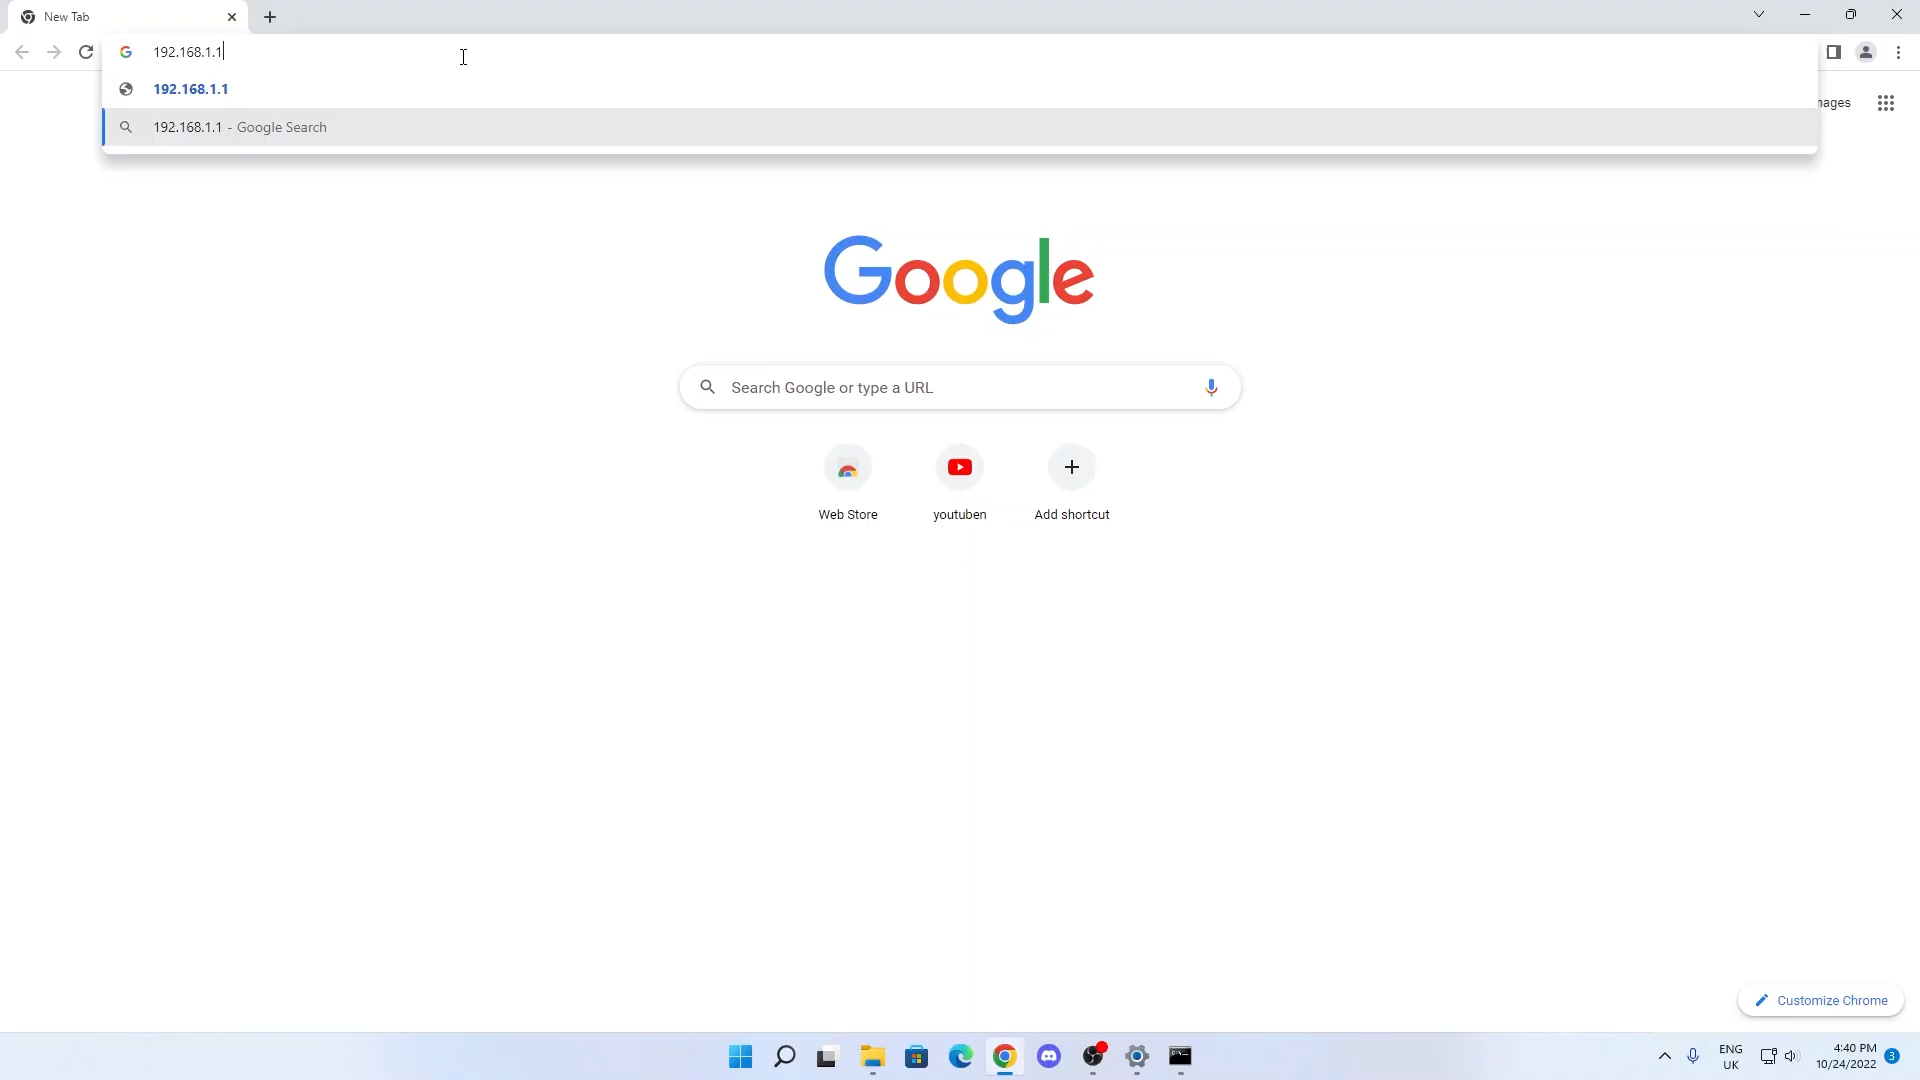 New Tab
192.168.1.1
192.168.1.1
192.168.1.1 - Google Search
mages
Google
Search Google or type a URL
Web Store
youtuben
Add shortcut
Customize Chrome
ENG
UK
4:40 PM
10/24/2022
3